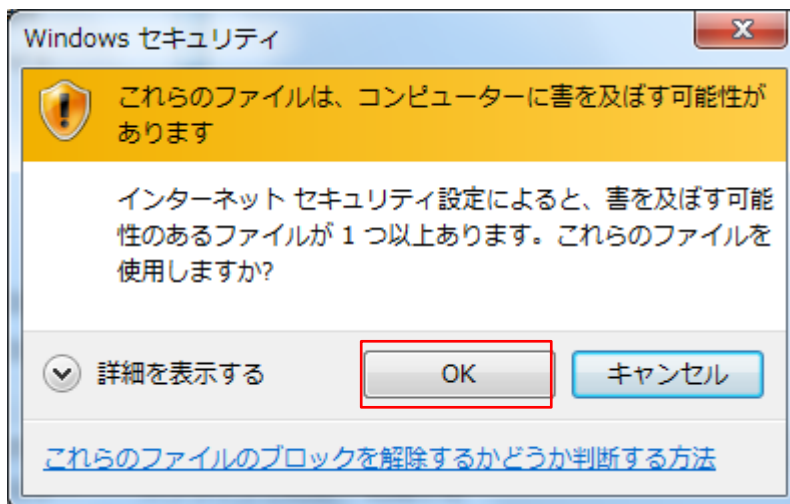 Windows セキュリティ
これらのファイルは、コンピューターに害を及ぼす可能性が
あります
インターネット セキュリティ設定によると、害を及ぼす可能
性のあるファイルが 1 つ以上あります。これらのファイルを
使用しますか?
詳細を表示する
OK
キャンセル
これらのファイルのブロックを解除するかどうか判断する方法